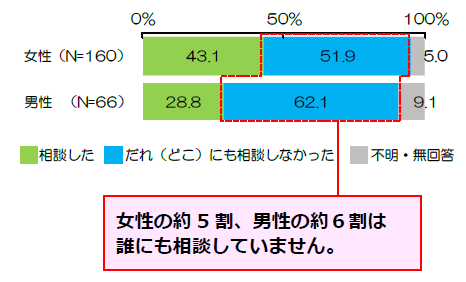 0% 50% 100%
女性（N=160） 43.1 51.9 5.0
男性 （N=66） 28.8 62.1 9.1
相談した だれ（どこ）にも相談しなかった 不明・無回答
女性の約5割、男性の約6割は
誰にも相談していません。